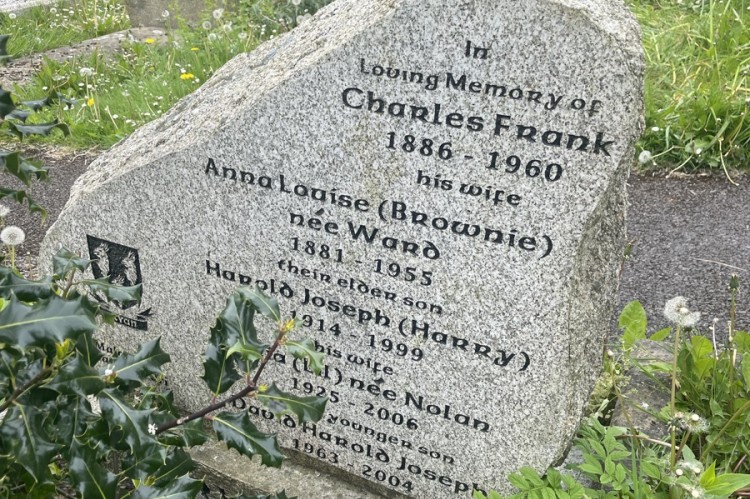 In
Loving Memory of
Charles Frank
1886 - 1960
his wife
Anna Louise (Brownie)
née Ward
1881 - 1955
their elder son
Harold Joseph (Harry)
1914 - 1999
his wife
née Nolan
1925 - 2006
younger son
David Harold Joseph
1963 - 2004